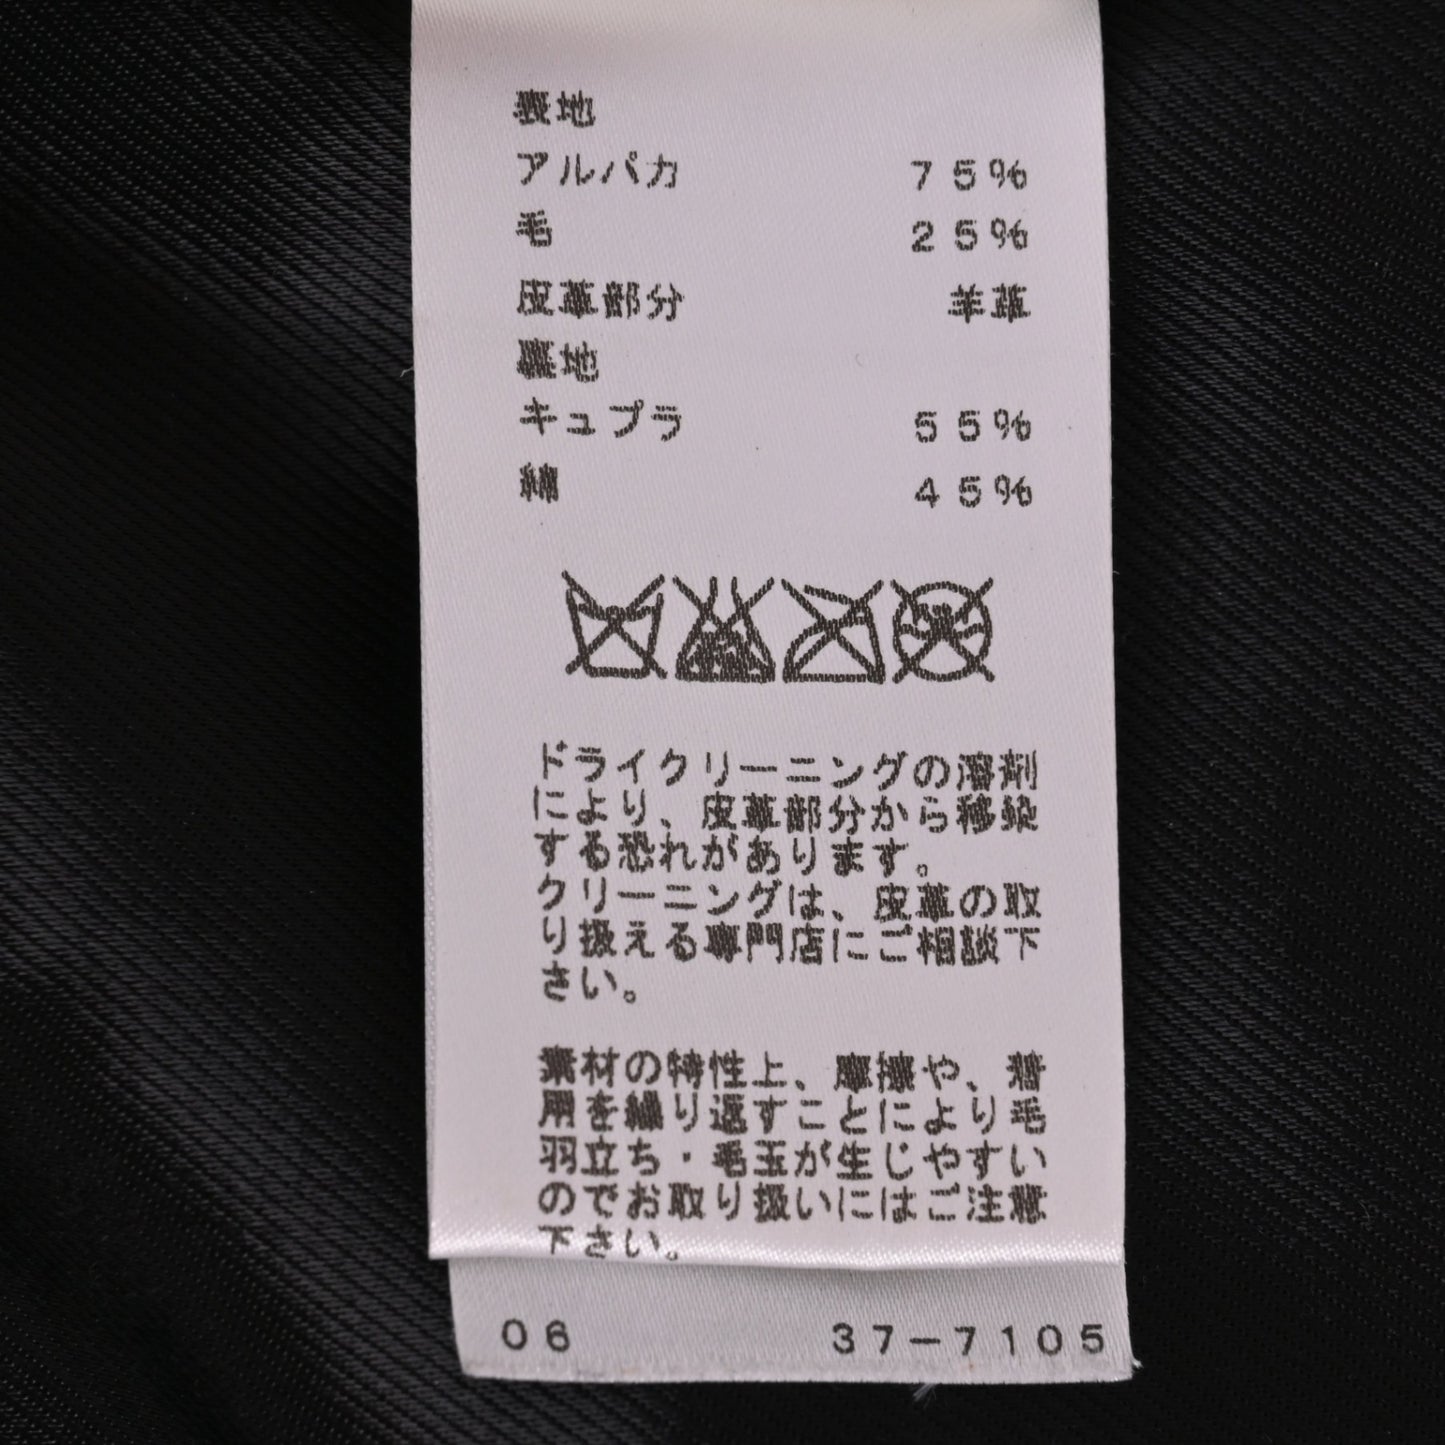 表地
アルパカ 75%
毛 25%
皮革部分 羊革
裏地
キュプラ 55%
綿 45%
ドライクリーニングの溶剤
により、皮革部分から移染
する恐れがあります。
クリーニングは、皮革の取
り扱える専門店にご相談下
さい。
素材の特性上、摩擦や、着
用を繰り返すことにより毛
羽立ち・毛玉が生じやすい
のでお取り扱いにはご注意
下さい。
06 37-7105